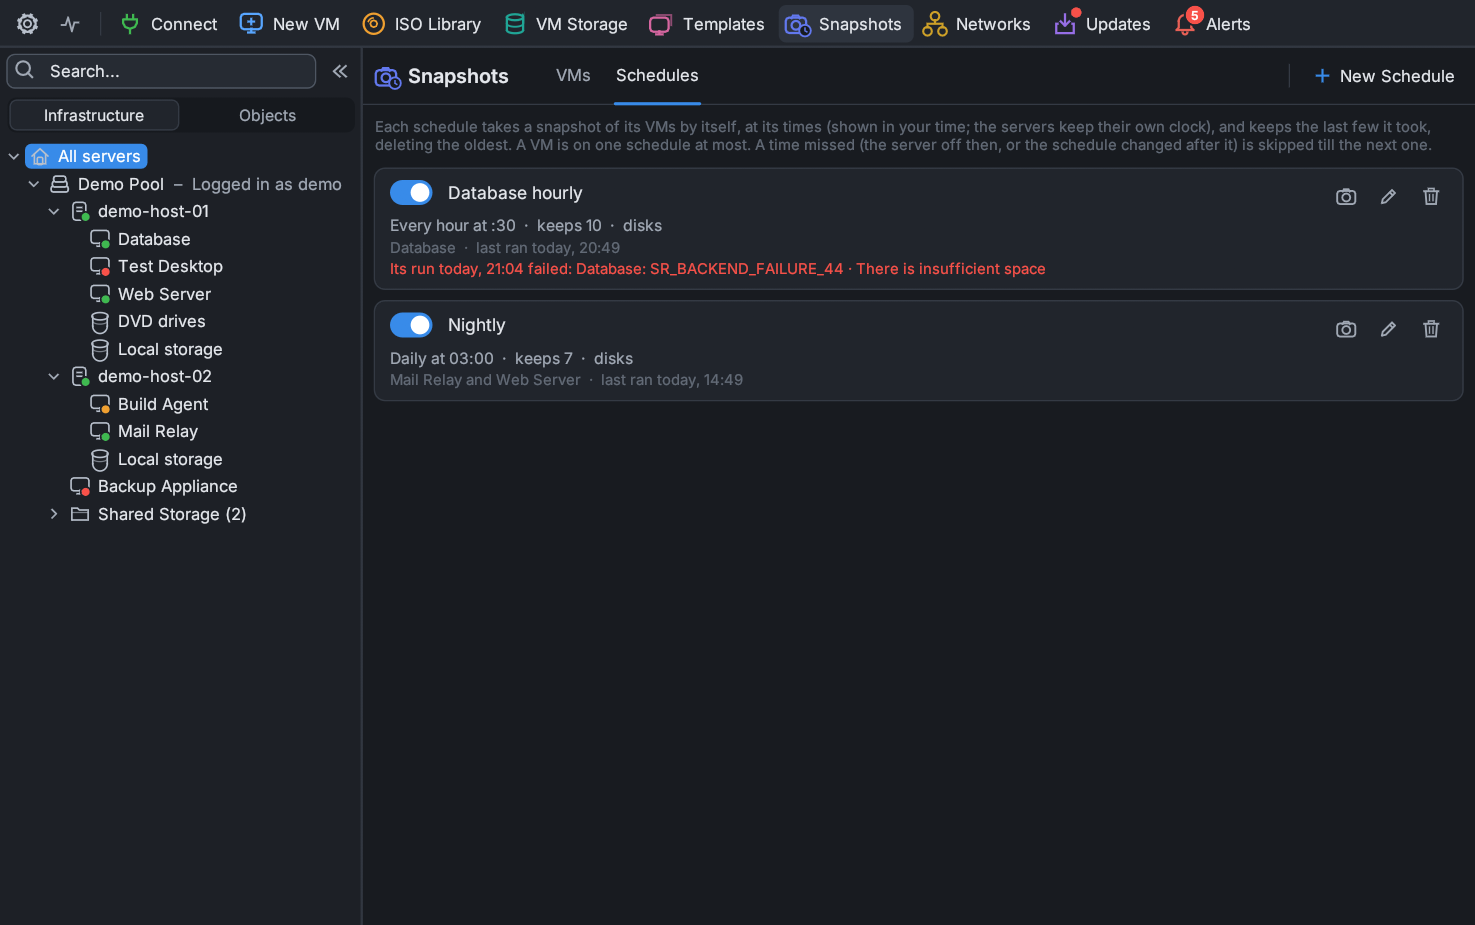 Connect
New VM
ISO Library
VM Storage
Templates
Snapshots
Networks
Updates
5
Alerts
Search...
Infrastructure
Objects
All servers
Demo Pool – Logged in as demo
demo-host-01
Database
Test Desktop
Web Server
DVD drives
Local storage
demo-host-02
Build Agent
Mail Relay
Local storage
Backup Appliance
Shared Storage (2)
Snapshots
VMs
Schedules
New Schedule
Each schedule takes a snapshot of its VMs by itself, at its times (shown in your time; the servers keep their own clock), and keeps the last few it took,
deleting the oldest. A VM is on one schedule at most. A time missed (the server off then, or the schedule changed after it) is skipped till the next one.
Database hourly
Every hour at :30 · keeps 10 · disks
Database · last ran today, 20:49
Its run today, 21:04 failed: Database: SR_BACKEND_FAILURE_44 · There is insufficient space
Nightly
Daily at 03:00 · keeps 7 · disks
Mail Relay and Web Server · last ran today, 14:49